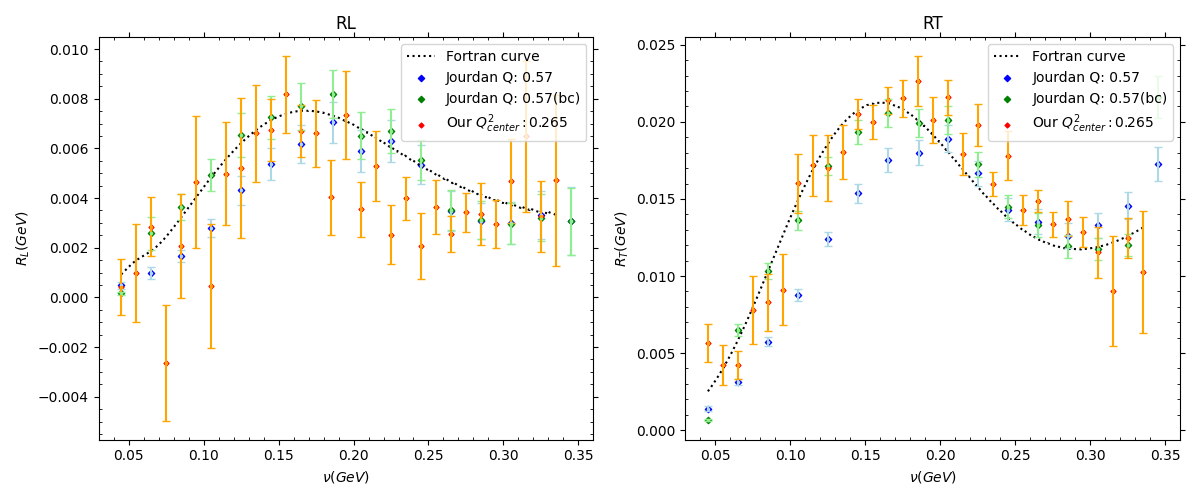 RL
0.010
0.008
0.006
0.004
0.002
0.000
−0.002
−0.004
R_L(GeV)
Fortran curve
Jourdan Q: 0.57
Jourdan Q: 0.57(bc)
Our Q²_center: 0.265
0.05 0.10 0.15 0.20 0.25 0.30 0.35
ν(GeV)
RT
0.025
0.020
0.015
0.010
0.005
0.000
R_T(GeV)
Fortran curve
Jourdan Q: 0.57
Jourdan Q: 0.57(bc)
Our Q²_center: 0.265
0.05 0.10 0.15 0.20 0.25 0.30 0.35
ν(GeV)